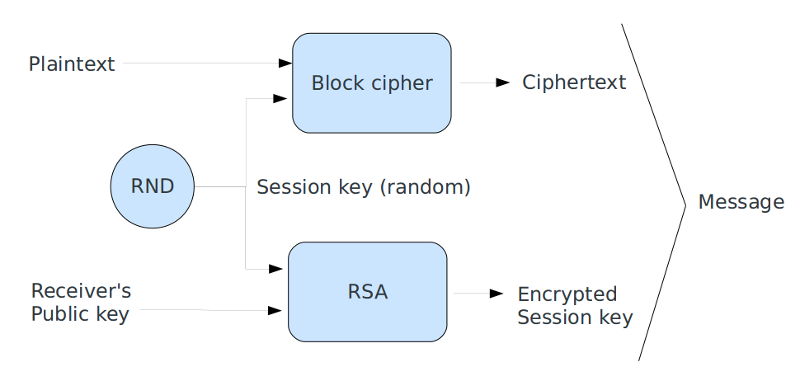 Plaintext
Block cipher
Ciphertext
RND
Session key (random)
Message
Receiver's
Public key
RSA
Encrypted
Session key